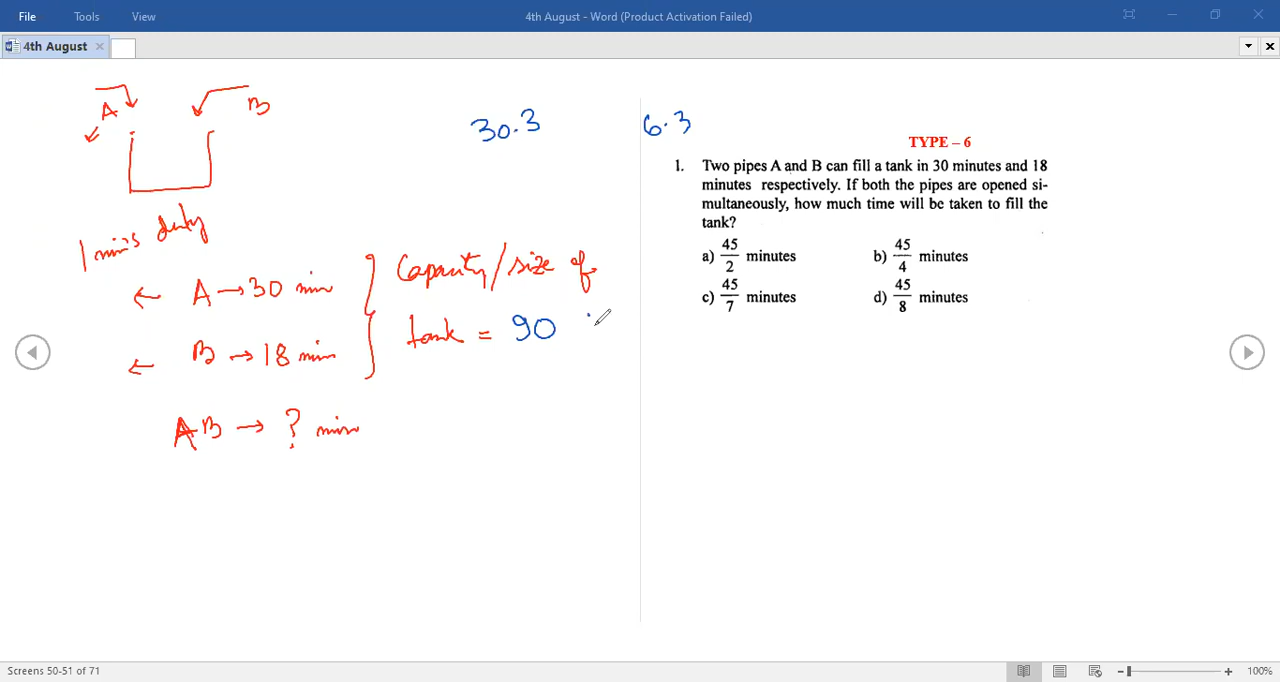 File Tools View 4th August - Word (Product Activation Failed)
4th August
A B
1 min's duty
← A → 30 min
← B → 18 min
AB → ? min
Capacity/size of
tank = 90
30.3
6.3
TYPE – 6
1. Two pipes A and B can fill a tank in 30 minutes and 18
minutes respectively. If both the pipes are opened si-
multaneously, how much time will be taken to fill the
tank?
a) 45/2 minutes b) 45/4 minutes
c) 45/7 minutes d) 45/8 minutes
Screens 50-51 of 71 100%